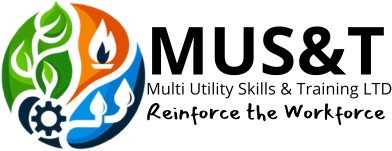 MUS&T
Multi Utility Skills & Training LTD
Reinforce the Workforce